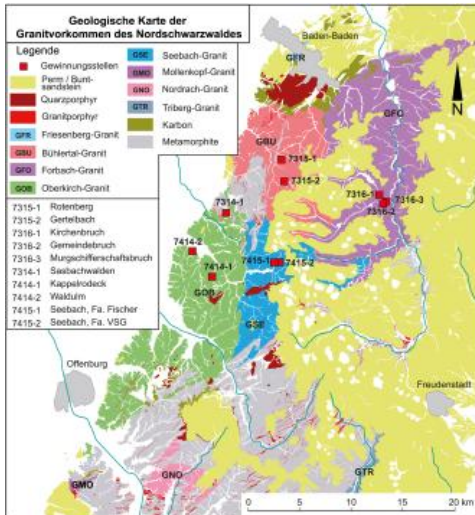 Geologische Karte der
Granitvorkommen des Nordschwarzwaldes
Legende
Gewinnungsstellen
Perm / Bunt-
sandstein
Quarzporphyr
Granitporphyr
GFR Friesenberg-Granit
GBU Bühlertal-Granit
GFO Forbach-Granit
GOB Oberkirch-Granit
GSE Seebach-Granit
GMO Mollenkopf-Granit
GNO Nordrach-Granit
GTR Triberg-Granit
Karbon
Metamorphite
7315-1 Rotenberg
7315-2 Gertelbach
7316-1 Kirchenbruch
7316-2 Gemeindebruch
7316-3 Murgschifferschaftsbruch
7314-1 Sasbachwalden
7414-1 Kappelrodeck
7414-2 Waldulm
7415-1 Seebach, Fa. Fischer
7415-2 Seebach, Fa. VSG
Baden-Baden
GFR
GFO
N
GBU
7315-1
7315-2
7316-1
7316-3
7316-2
7314-1
7414-2
7415-1
7415-2
7414-1
GOB
GSE
Offenburg
Freudenstadt
GNO
GMO
GTR
0 5 10 15 20 km